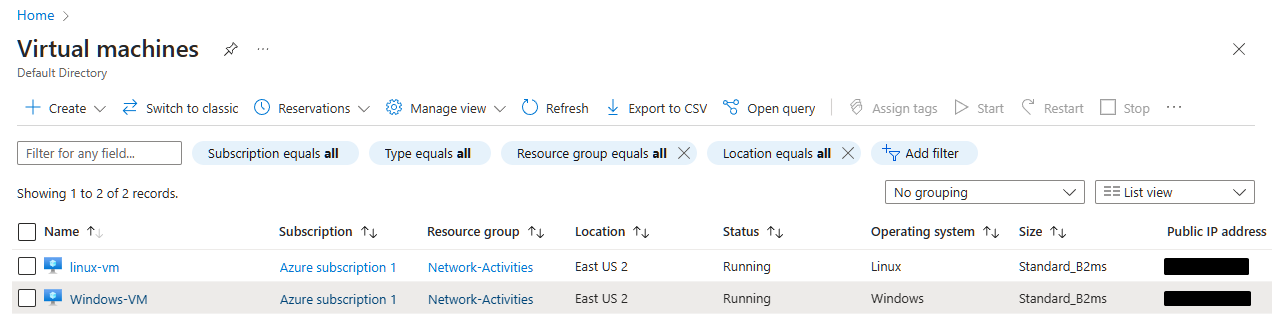 Home
Virtual machines
Default Directory
Create Switch to classic Reservations Manage view Refresh Export to CSV Open query Assign tags Start Restart Stop
Filter for any field... Subscription equals all Type equals all Resource group equals all Location equals all Add filter
Showing 1 to 2 of 2 records. No grouping List view
Name Subscription Resource group Location Status Operating system Size Public IP address
linux-vm Azure subscription 1 Network-Activities East US 2 Running Linux Standard_B2ms
Windows-VM Azure subscription 1 Network-Activities East US 2 Running Windows Standard_B2ms